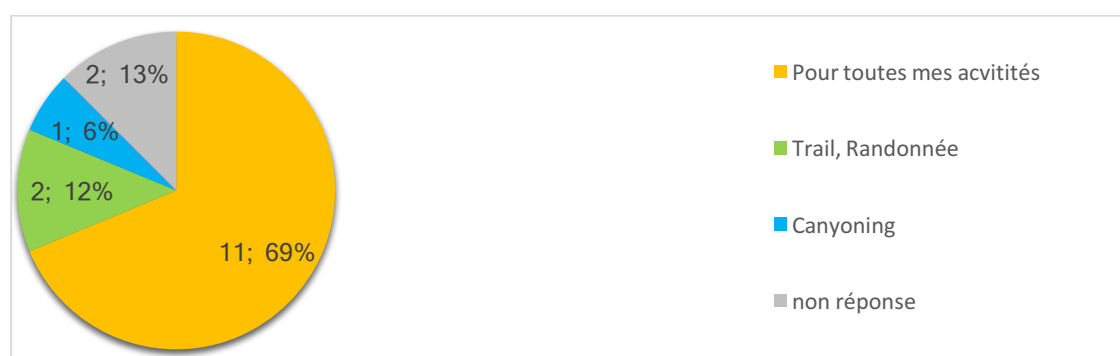 2; 13%
1; 6%
2; 12%
11; 69%
Pour toutes mes acvitités
Trail, Randonnée
Canyoning
non réponse